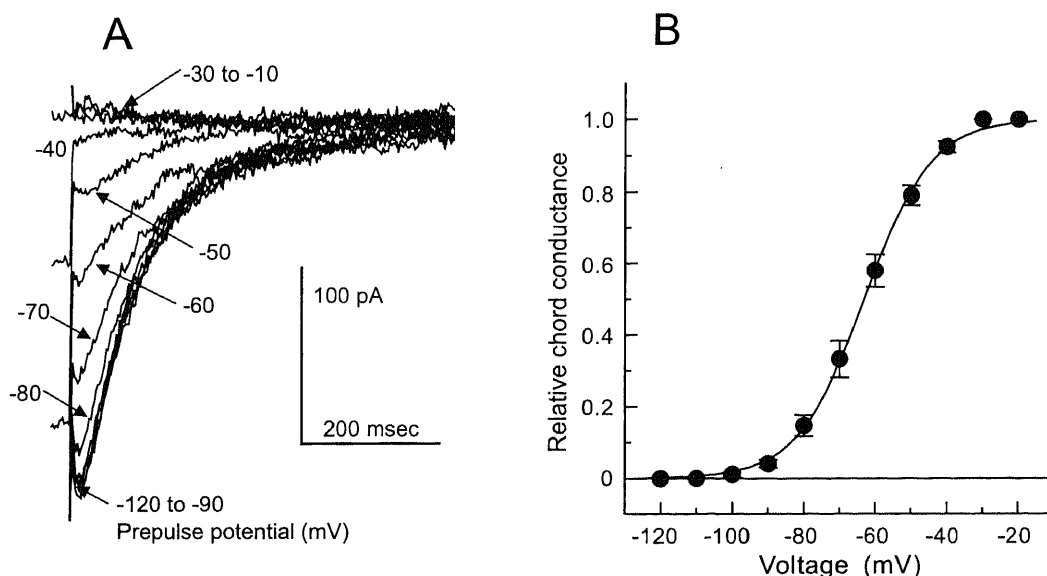 A
-30 to -10
-40
-50
-60
-70
-80
-120 to -90
Prepulse potential (mV)
100 pA
200 msec
B
Relative chord conductance
1.0
0.8
0.6
0.4
0.2
0
-120
-100
-80
-60
-40
-20
Voltage (mV)